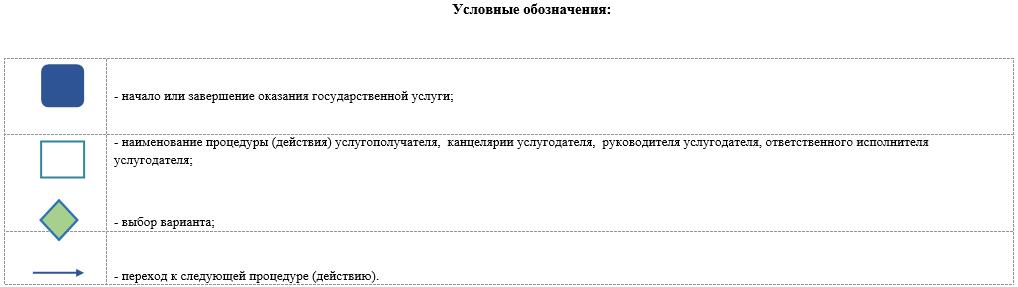 Условные обозначения:
- начало или завершение оказания государственной услуги;
- наименование процедуры (действия) услугополучателя, канцелярии услугодателя, руководителя услугодателя, ответственного исполнителя
услугодателя;
- выбор варианта;
- переход к следующей процедуре (действию).